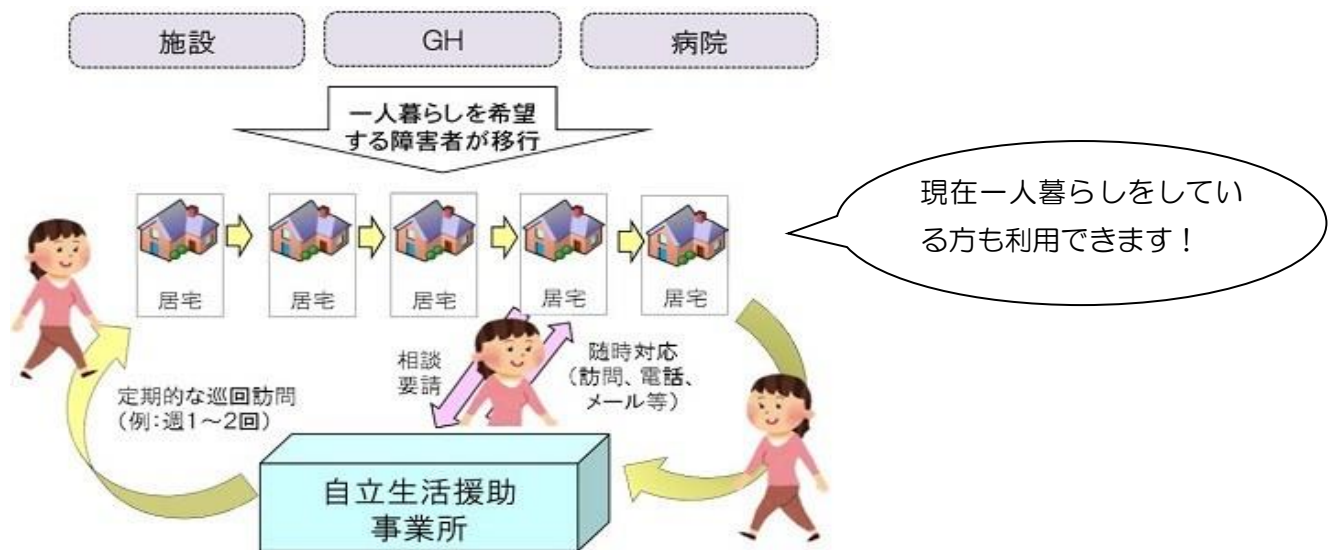 施設
GH
病院
一人暮らしを希望
する障害者が移行
現在一人暮らしをしてい
る方も利用できます！
居宅
居宅
居宅
居宅
居宅
相談
要請
随時対応
（訪問、電話、
メール等）
定期的な巡回訪問
（例：週1～2回）
自立生活援助
事業所